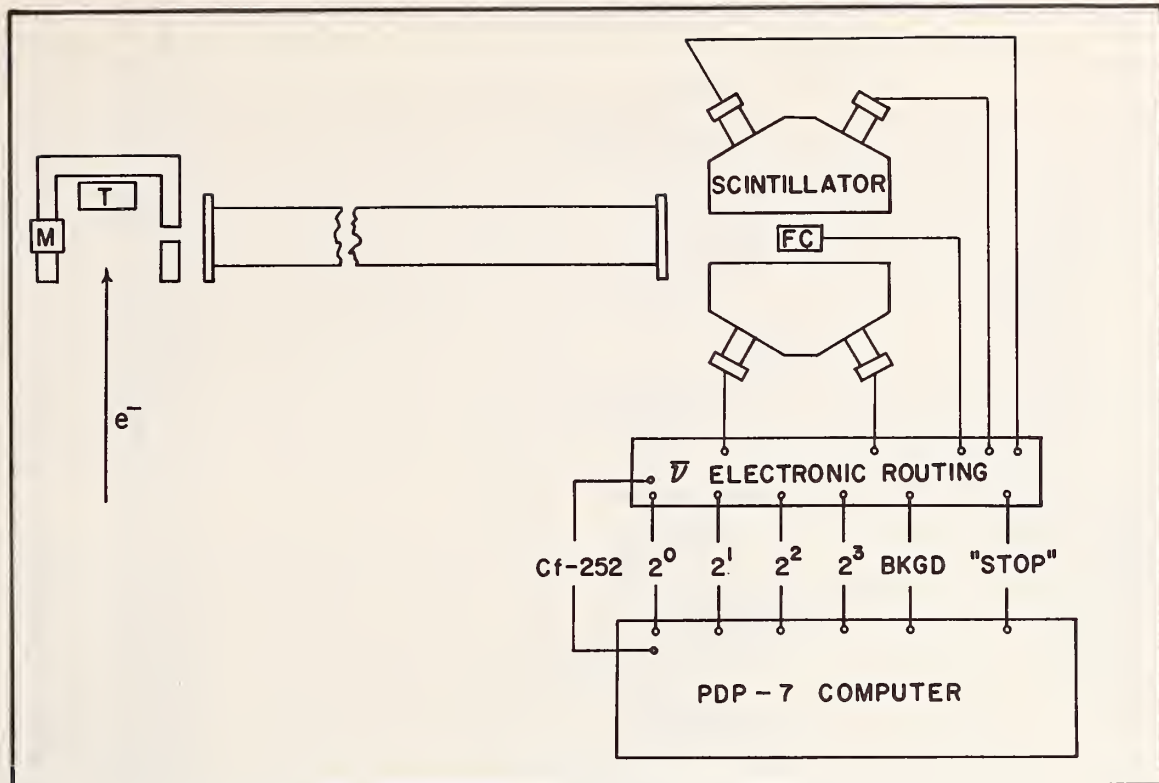 SCINTILLATOR
T
M
FC
e⁻
ν̅ ELECTRONIC ROUTING
Cf-252 2⁰ 2¹ 2² 2³ BKGD "STOP"
PDP-7 COMPUTER